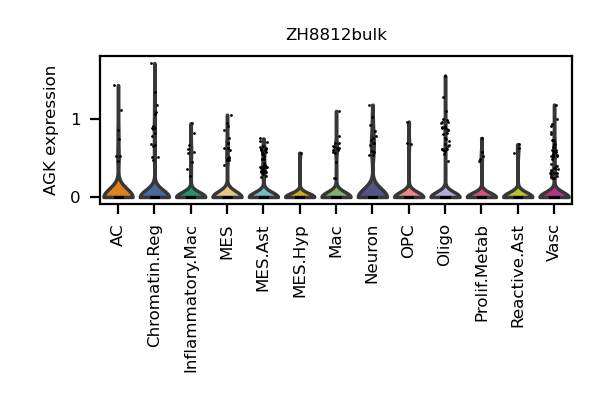 ZH8812bulk
AGK expression
1
0
AC
Chromatin.Reg
Inflammatory.Mac
MES
MES.Ast
MES.Hyp
Mac
Neuron
OPC
Oligo
Prolif.Metab
Reactive.Ast
Vasc